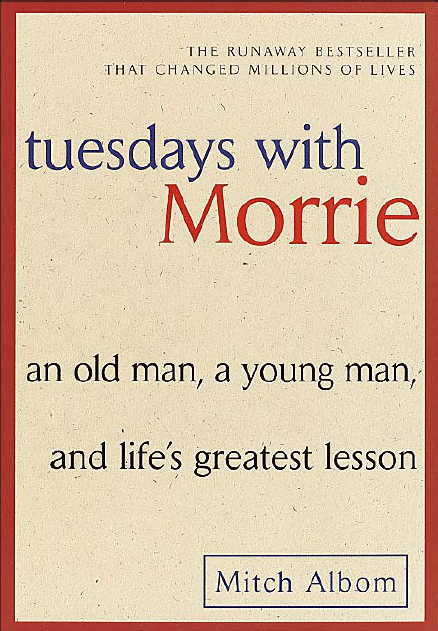 THE RUNAWAY BESTSELLER
THAT CHANGED MILLIONS OF LIVES
tuesdays with
Morrie
an old man, a young man,
and life's greatest lesson
Mitch Albom